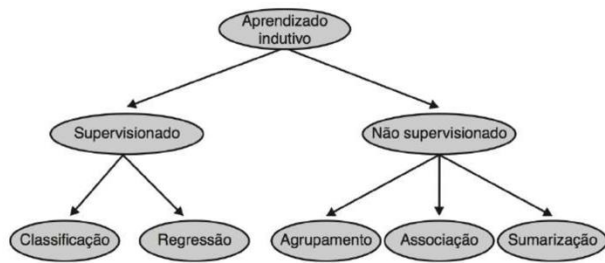 Aprendizado
indutivo
Supervisionado
Não supervisionado
Classificação
Regressão
Agrupamento
Associação
Sumarização